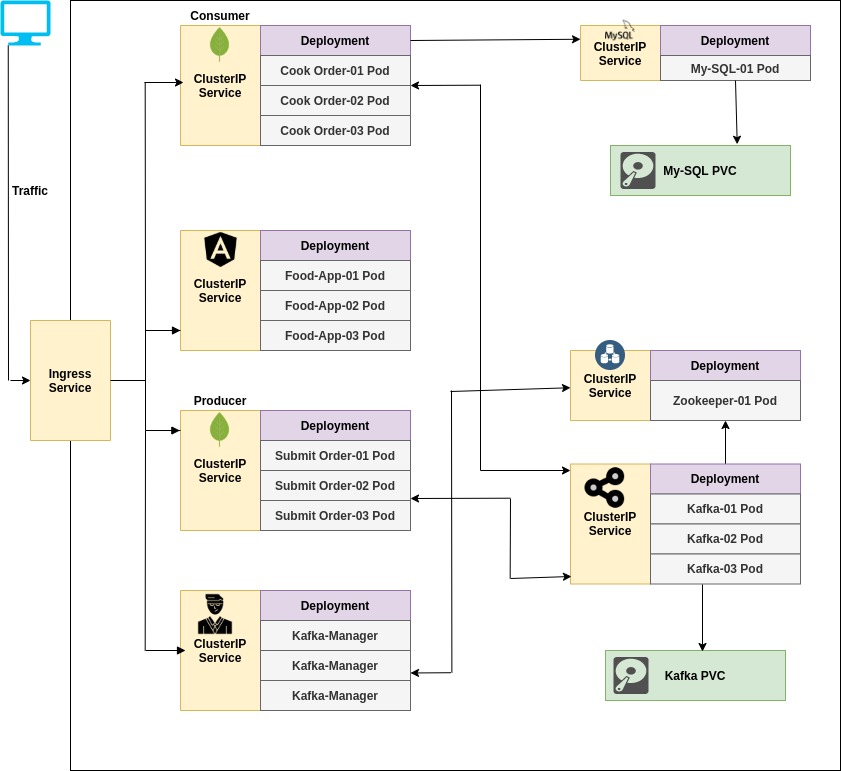 Traffic
Ingress
Service
Consumer
ClusterIP
Service
Deployment
Cook Order-01 Pod
Cook Order-02 Pod
Cook Order-03 Pod
ClusterIP
Service
Deployment
Food-App-01 Pod
Food-App-02 Pod
Food-App-03 Pod
Producer
ClusterIP
Service
Deployment
Submit Order-01 Pod
Submit Order-02 Pod
Submit Order-03 Pod
ClusterIP
Service
Deployment
Kafka-Manager
Kafka-Manager
Kafka-Manager
MySQL
ClusterIP
Service
Deployment
My-SQL-01 Pod
My-SQL PVC
ClusterIP
Service
Deployment
Zookeeper-01 Pod
ClusterIP
Service
Deployment
Kafka-01 Pod
Kafka-02 Pod
Kafka-03 Pod
Kafka PVC